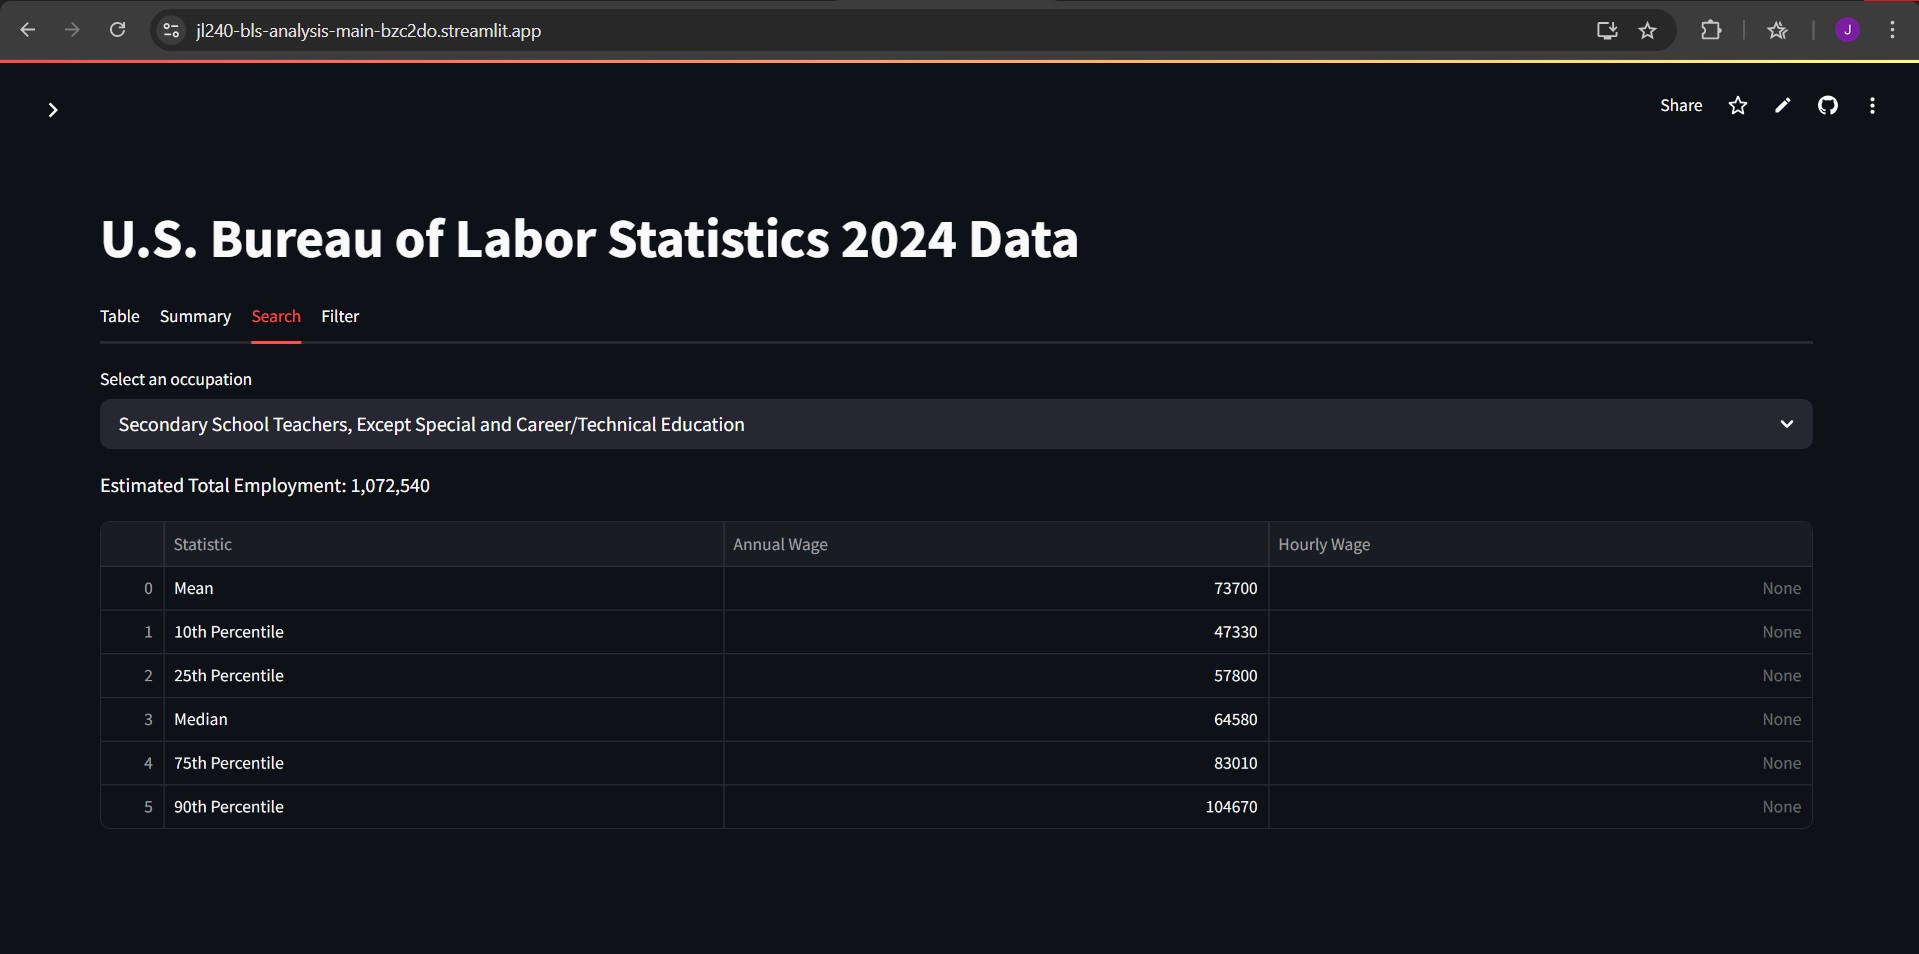 jl240-bls-analysis-main-bzc2do.streamlit.app
J
Share
U.S. Bureau of Labor Statistics 2024 Data
Table Summary Search Filter
Select an occupation
Secondary School Teachers, Except Special and Career/Technical Education
Estimated Total Employment: 1,072,540
Statistic Annual Wage Hourly Wage
0 Mean 73700 None
1 10th Percentile 47330 None
2 25th Percentile 57800 None
3 Median 64580 None
4 75th Percentile 83010 None
5 90th Percentile 104670 None